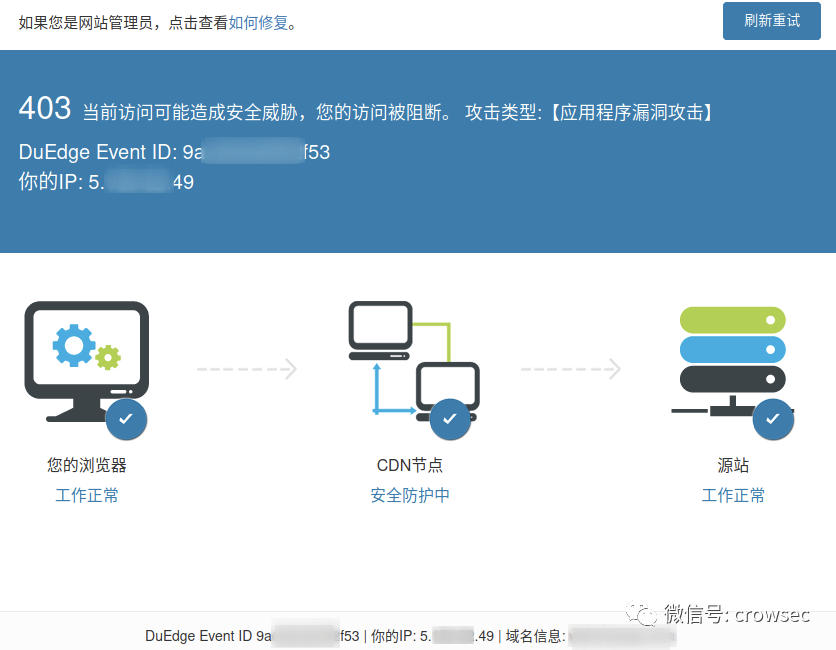 如果您是网站管理员，点击查看如何修复。
刷新重试
403 当前访问可能造成安全威胁，您的访问被阻断。 攻击类型:【应用程序漏洞攻击】
DuEdge Event ID: 9a f53
你的IP: 5. 49
您的浏览器
工作正常
CDN节点
安全防护中
源站
工作正常
微信号: crowsec
DuEdge Event ID 9a f53 | 你的IP: 5. .49 | 域名信息: